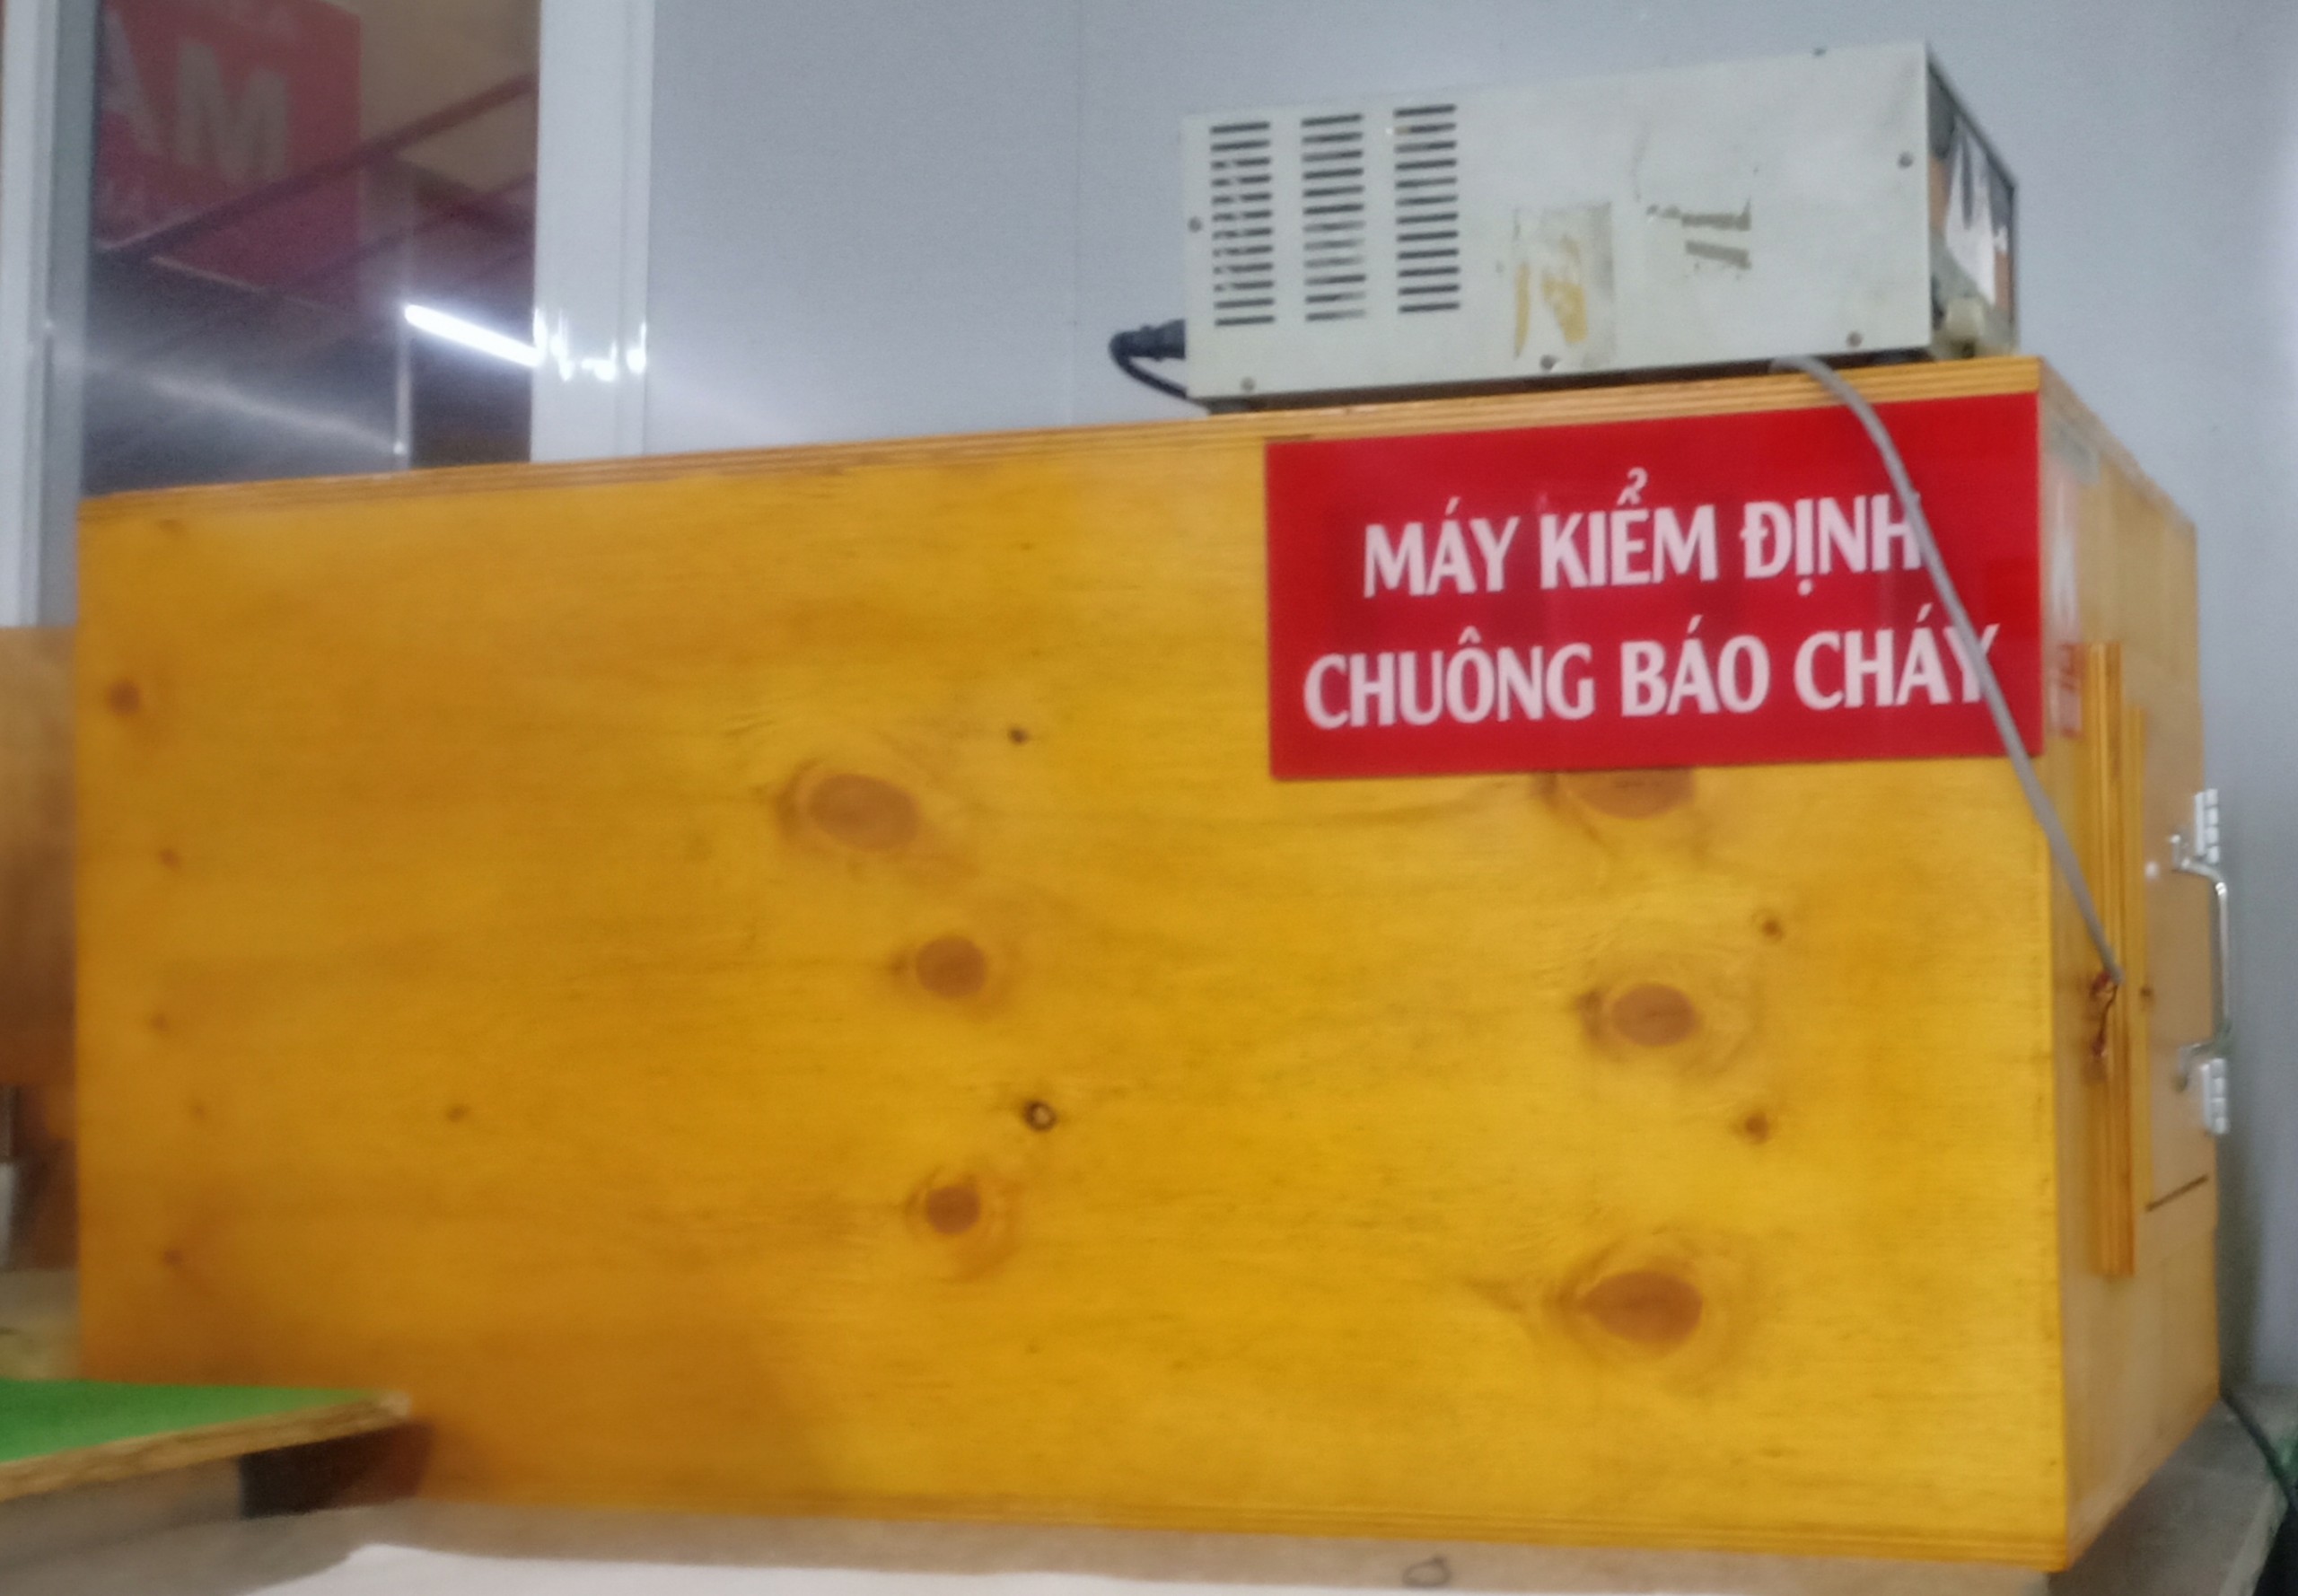 MÁY KIỂM ĐỊNH
CHUÔNG BÁO CHÁY